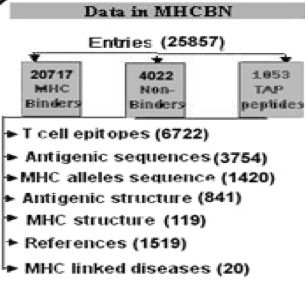 Data in MHCBN
Entries (25857)
20717 4022 1053
MHC Non- TAP
Binders Binders peptides
T cell epitopes (6722)
Antigenic sequences (3754)
MHC alleles sequence (1420)
Antigenic structure (841)
MHC structure (119)
References (1519)
MHC linked diseases (20)